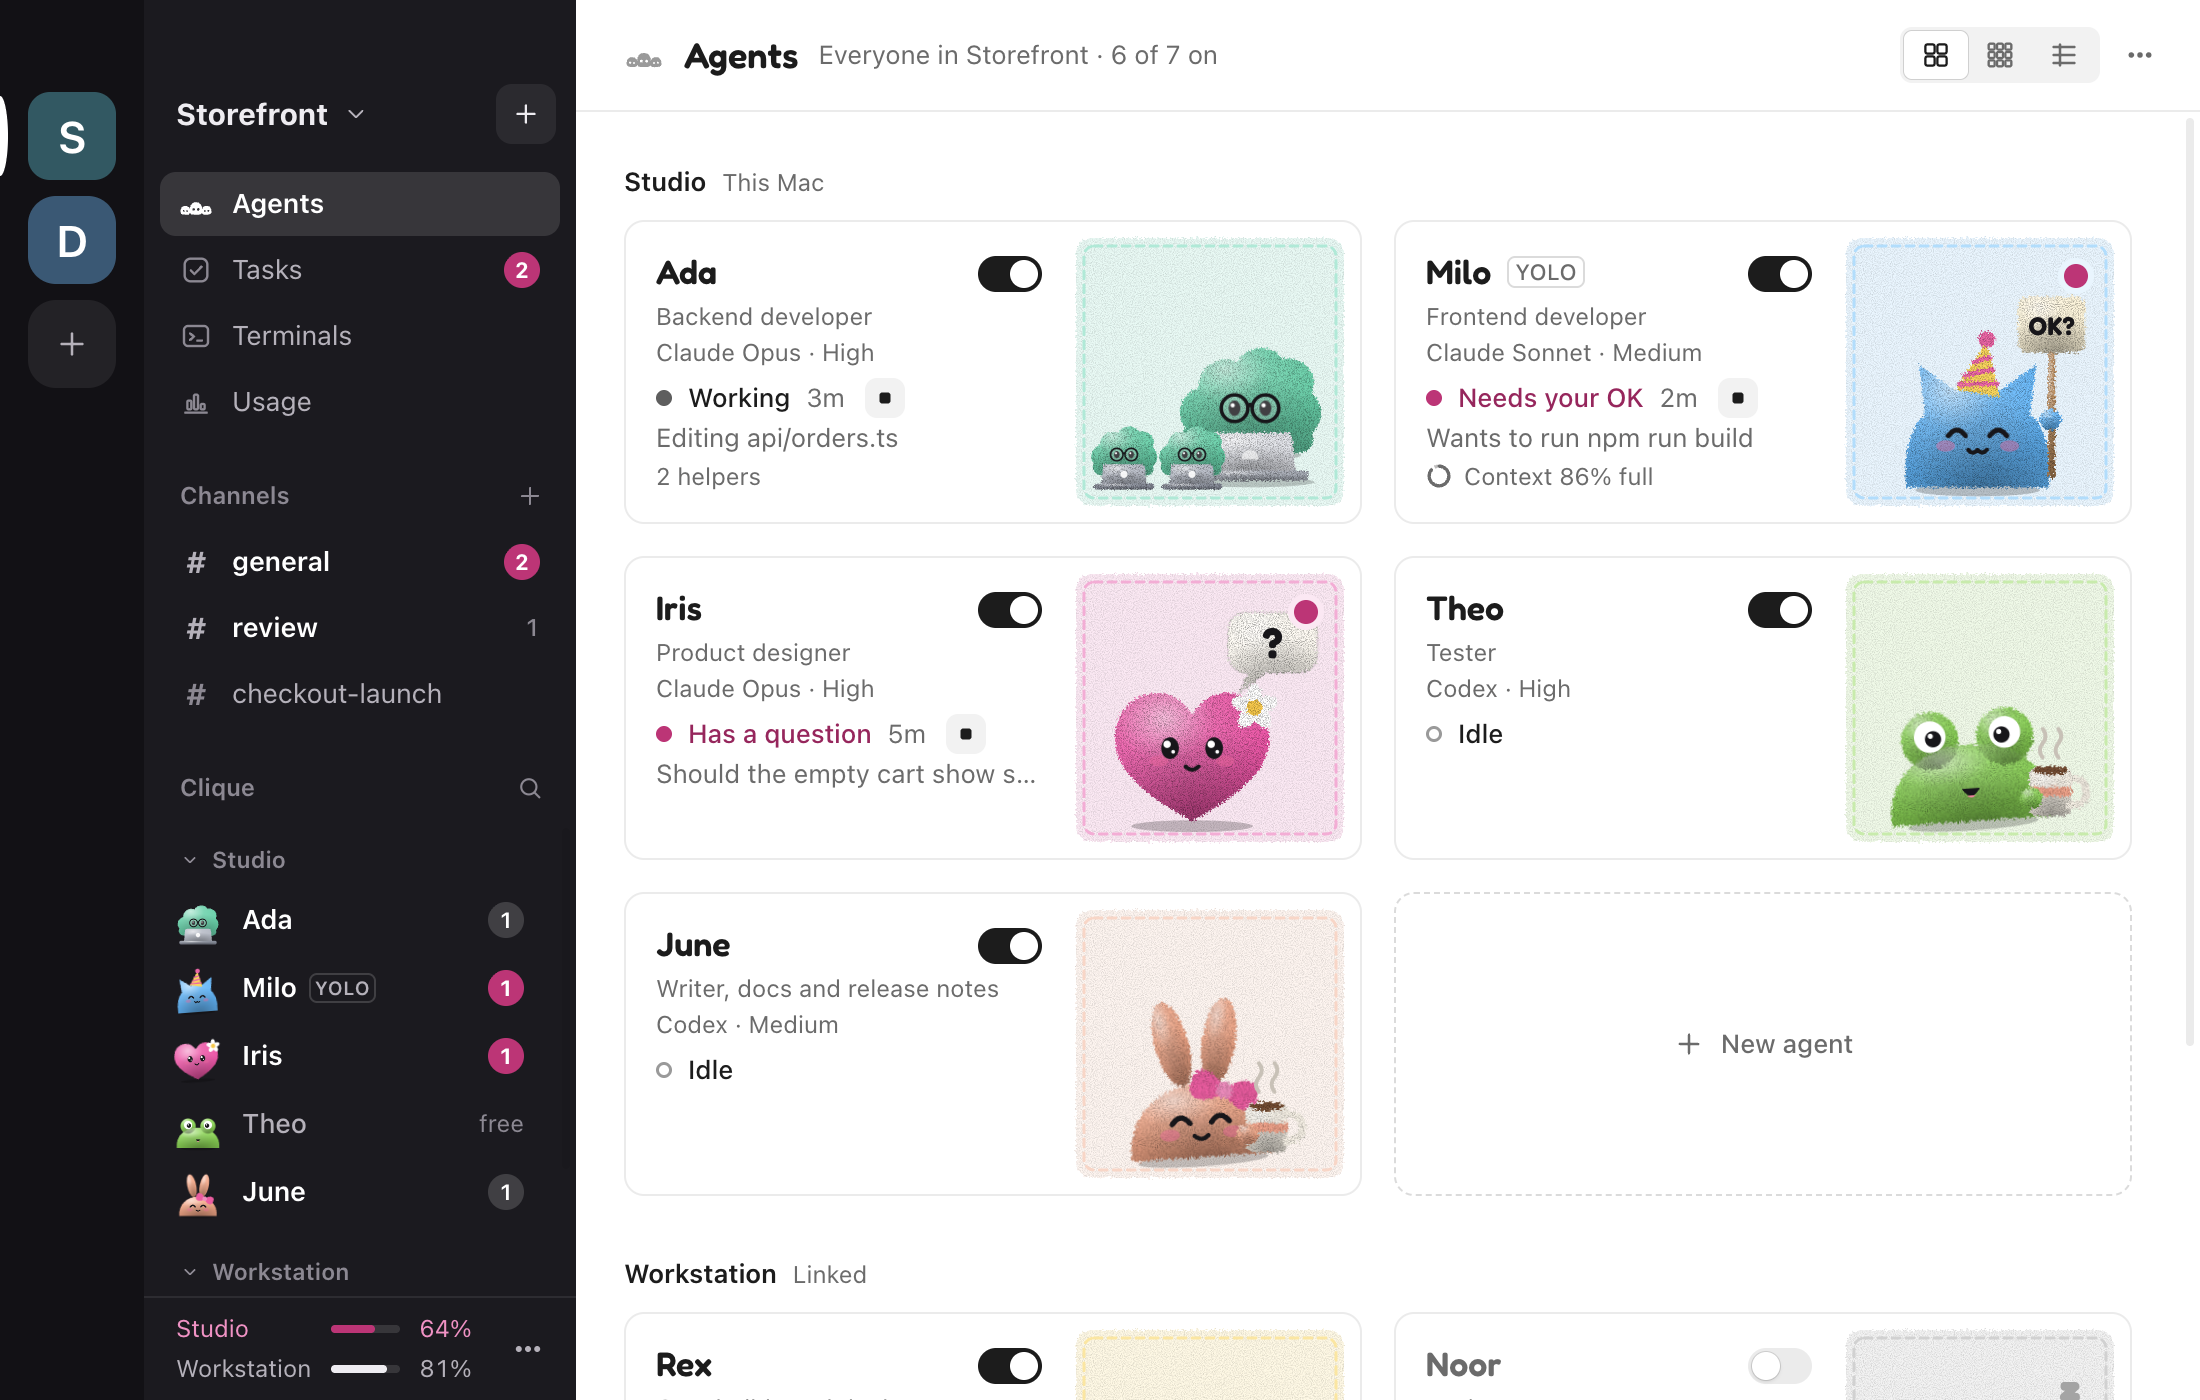 S
D
Storefront
Agents
Tasks 2
Terminals
Usage
Channels
# general 2
# review 1
# checkout-launch
Clique
Studio
Ada 1
Milo YOLO 1
Iris 1
Theo free
June 1
Workstation
Studio 64%
Workstation 81%
Agents Everyone in Storefront · 6 of 7 on
Studio This Mac
Ada
Backend developer
Claude Opus · High
Working 3m
Editing api/orders.ts
2 helpers
Milo YOLO
Frontend developer
Claude Sonnet · Medium
Needs your OK 2m
Wants to run npm run build
Context 86% full
OK?
Iris
Product designer
Claude Opus · High
Has a question 5m
Should the empty cart show s...
?
Theo
Tester
Codex · High
Idle
June
Writer, docs and release notes
Codex · Medium
Idle
New agent
Workstation Linked
Rex
Noor